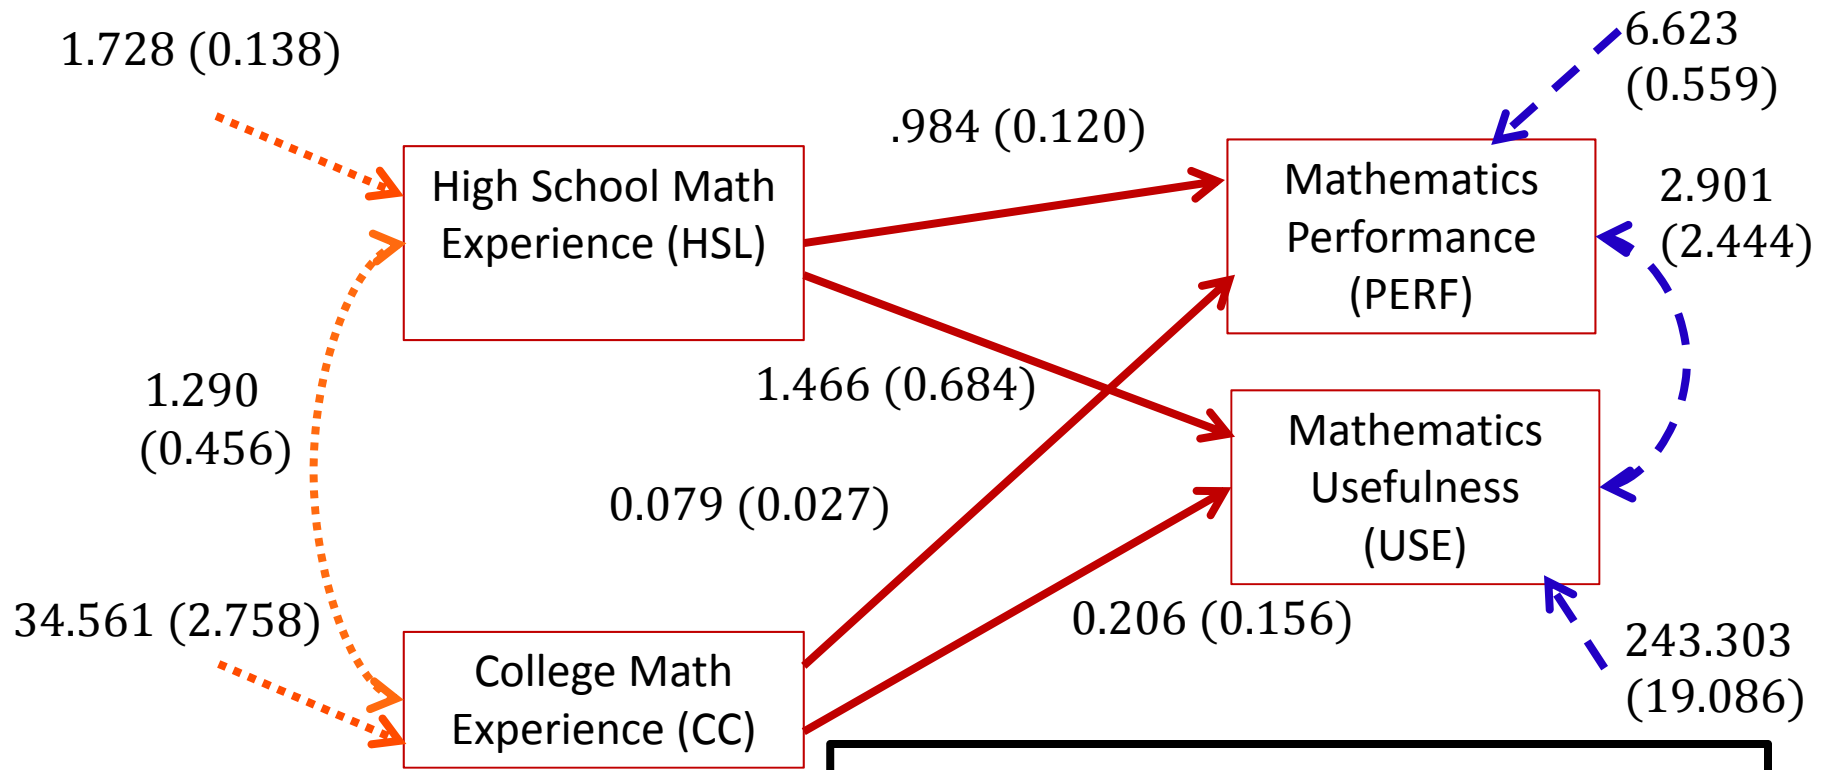 1.728 (0.138)
6.623
(0.559)
.984 (0.120)
High School Math
Experience (HSL)
Mathematics
Performance
(PERF)
2.901
(2.444)
1.290
(0.456)
1.466 (0.684)
Mathematics
Usefulness
(USE)
0.079 (0.027)
34.561 (2.758)
0.206 (0.156)
College Math
Experience (CC)
243.303
(19.086)